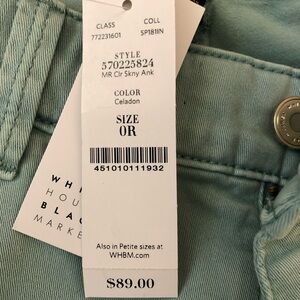 CLASS COLL
772231601 SP181IN
STYLE
570225824
MR Clr Skny Ank
COLOR
Celadon
SIZE
0R
451010111932
WH
HOU
BLAC
MARKE
Also in Petite sizes at
WHBM.com
$89.00